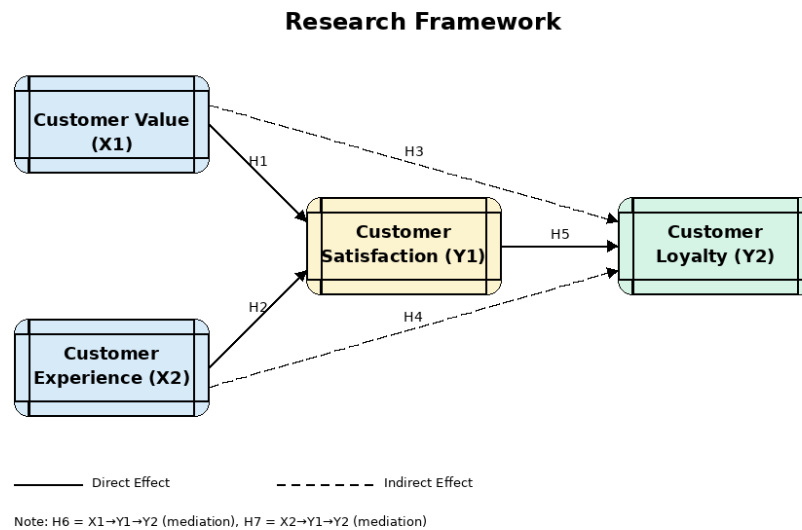 Research Framework
Customer Value
(X1)
H3
H1
Customer
Satisfaction (Y1)
H5
Customer
Loyalty (Y2)
H2
H4
Customer
Experience (X2)
Direct Effect
Indirect Effect
Note: H6 = X1→Y1→Y2 (mediation), H7 = X2→Y1→Y2 (mediation)